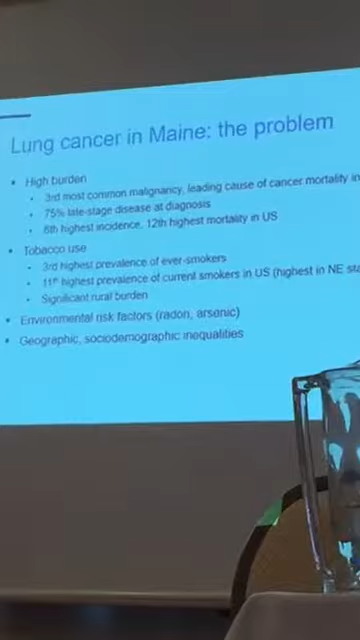 Lung cancer in Maine: the problem
• High burden
• 3rd most common malignancy, leading cause of cancer mortality in
• 75% late-stage disease at diagnosis
• 6th highest incidence, 12th highest mortality in US
• Tobacco use
• 3rd highest prevalence of ever-smokers
• 11th highest prevalence of current smokers in US (highest in NE sta
• Significant rural burden
• Environmental risk factors (radon, arsenic)
• Geographic, sociodemographic inequalities